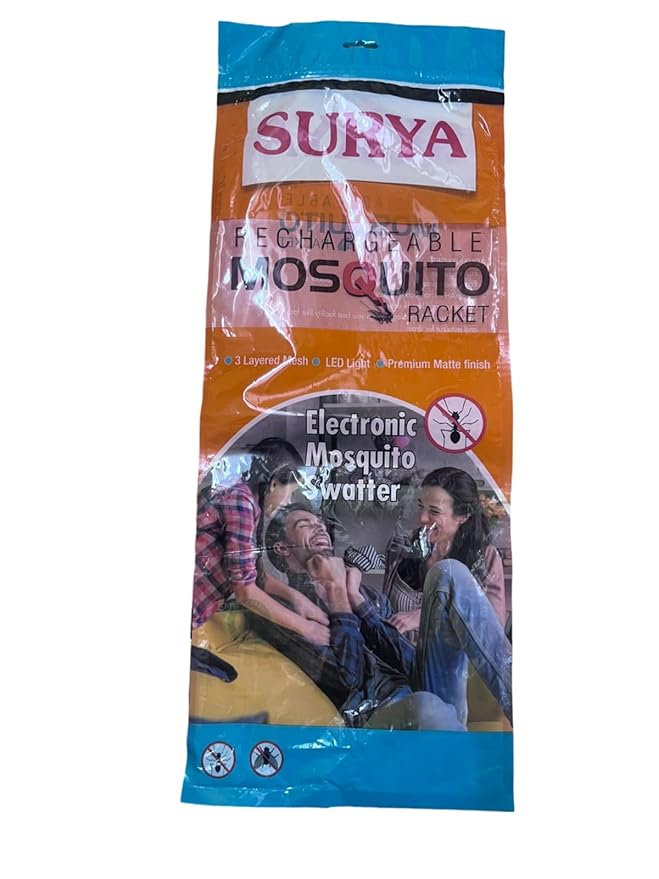 SURYA
RECHARGEABLE
MOSQUITO
RACKET
3 Layered Mesh LED Light Premium Matte finish
Electronic
Mosquito
Swatter